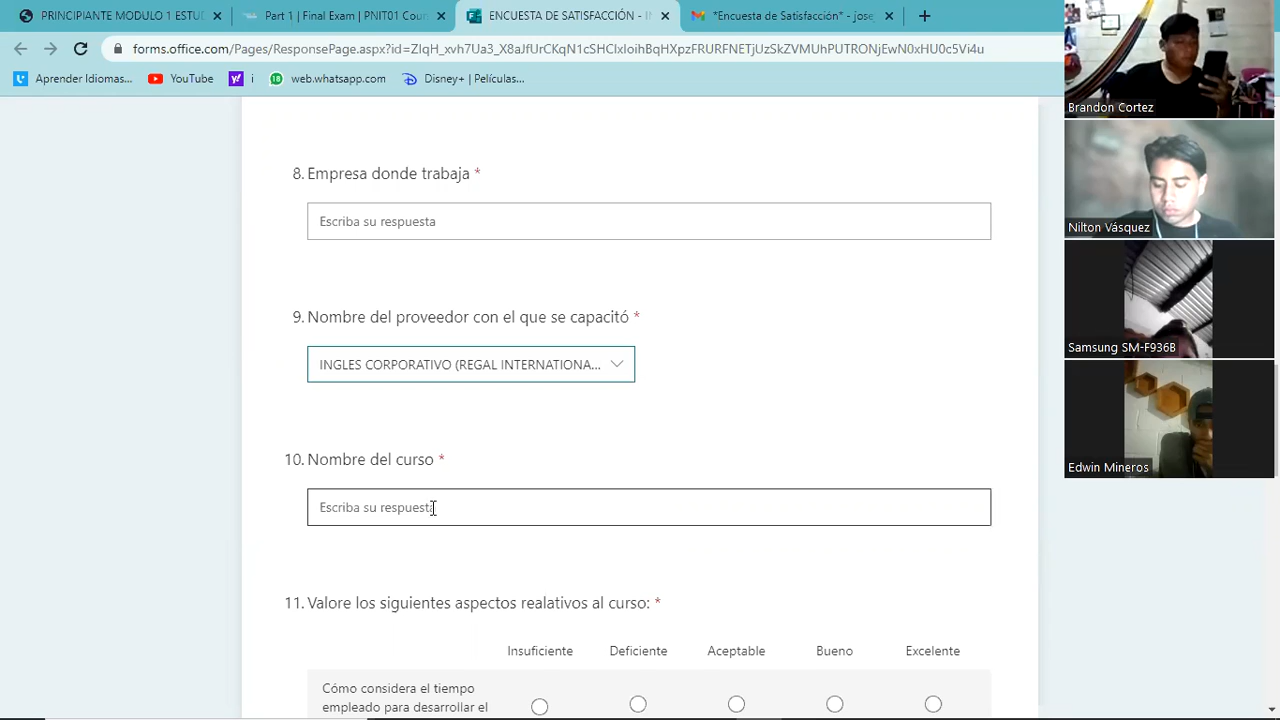 PRINCIPIANTE MODULO 1 ESTU
Part 1 | Final Exam |
ENCUESTA DE SATISFACCIÓN - I
*Encuesta de Satisfaccion* - jose
forms.office.com/Pages/ResponsePage.aspx?id=
Aprender Idiomas...
YouTube
i
web.whatsapp.com
Disney+ | Películas,...
8. Empresa donde trabaja *
Escriba su respuesta
9. Nombre del proveedor con el que se capacitó *
INGLES CORPORATIVO (REGAL INTERNATIONA...
10. Nombre del curso *
Escriba su respuesta
11. Valore los siguientes aspectos realativos al curso: *
Insuficiente Deficiente Aceptable Bueno Excelente
Cómo considera el tiempo
empleado para desarrollar el
Brandon Cortez
Nilton Vásquez
Samsung SM-F936B
Edwin Mineros